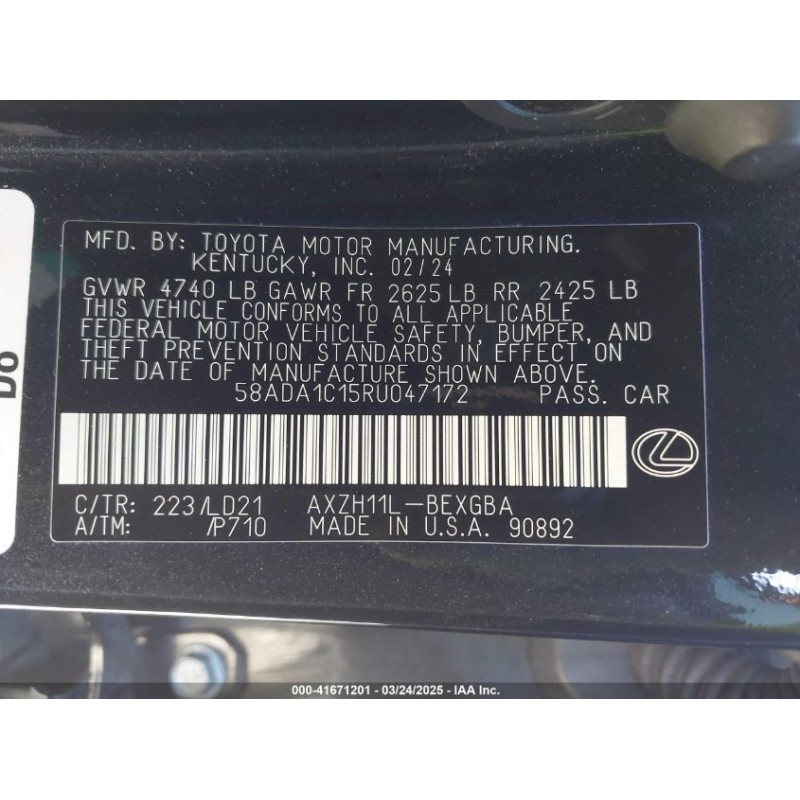 MFD. BY: TOYOTA MOTOR MANUFACTURING.
KENTUCKY, INC. 02/24
GVWR 4740 LB GAWR FR 2625 LB RR 2425 LB
THIS VEHICLE CONFORMS TO ALL APPLICABLE
FEDERAL MOTOR VEHICLE SAFETY, BUMPER, AND
THEFT PREVENTION STANDARDS IN EFFECT ON
THE DATE OF MANUFACTURE SHOWN ABOVE.
58ADA1C15RU047172 PASS. CAR
C/TR: 223/LD21 AXZH11L-BEXGBA
A/TM: /P710 MADE IN U.S.A. 90892
DO
000-41671201 - 03/24/2025 - IAA Inc.